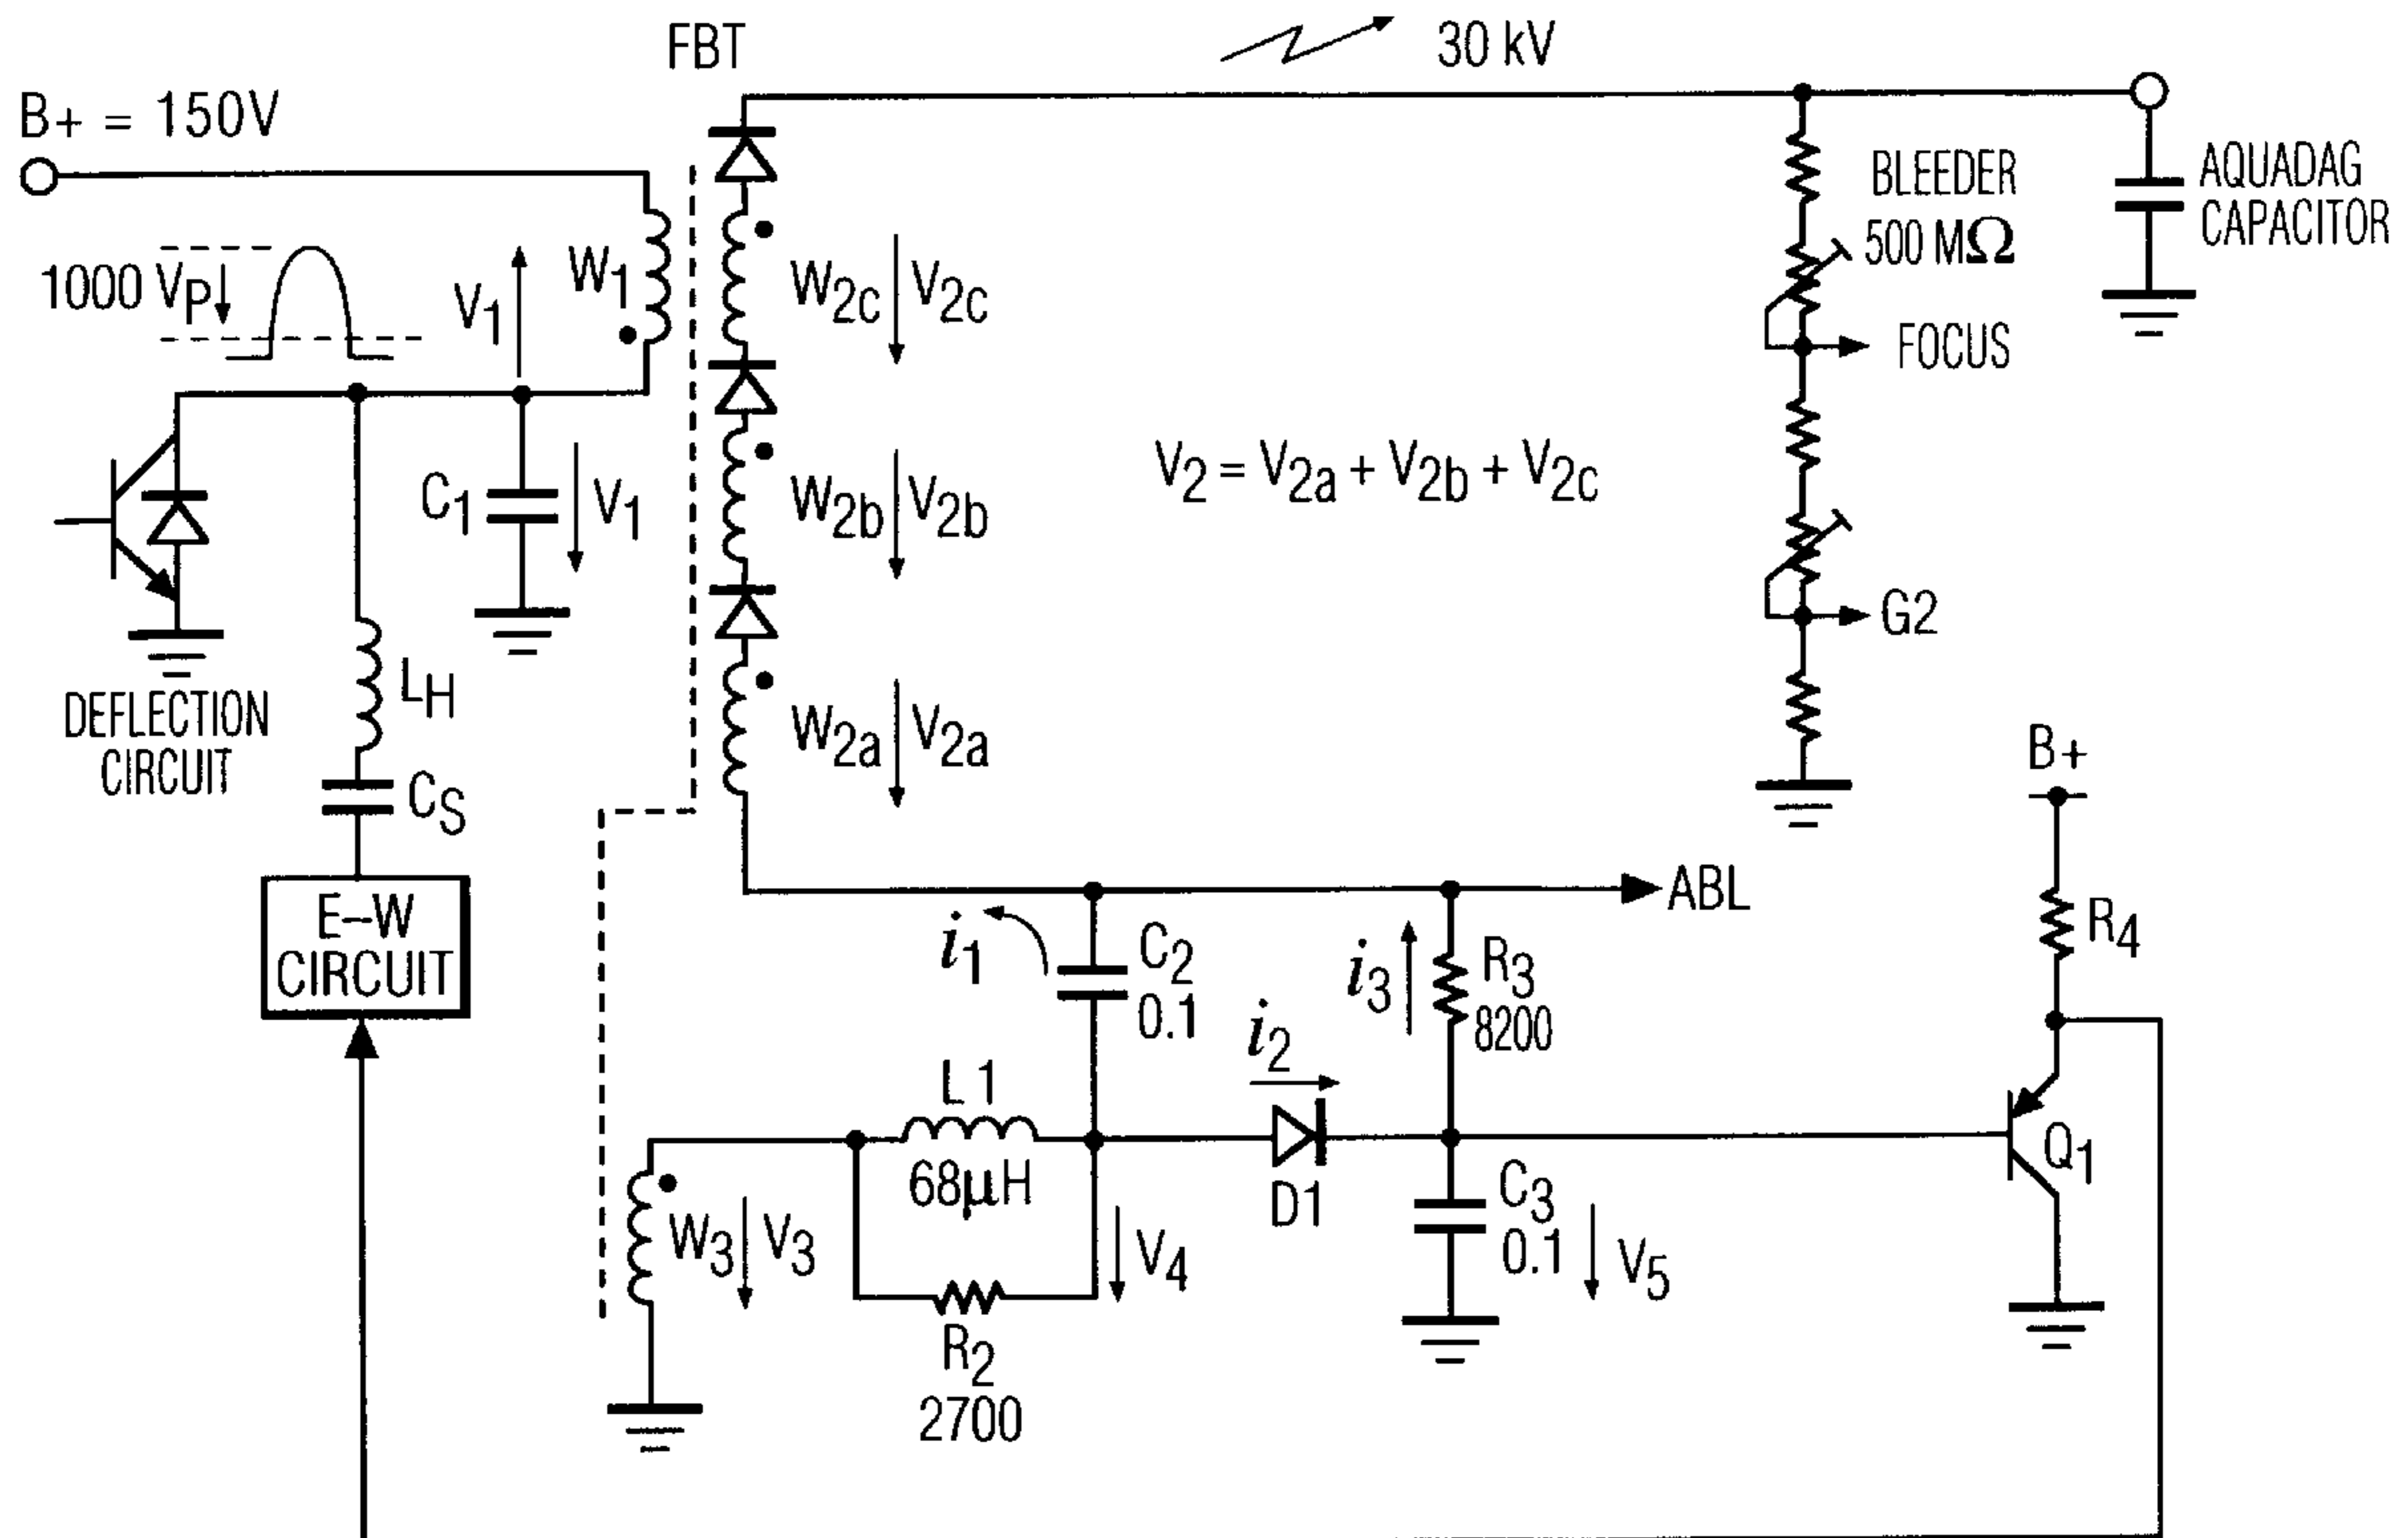 FBT
30 kV
B+ = 150V
1000 VP
V1
W1
W2c
V2c
BLEEDER
500 MΩ
AQUADAG
CAPACITOR
FOCUS
C1
V1
W2b
V2b
V2 = V2a + V2b + V2c
G2
LH
DEFLECTION
CIRCUIT
W2a
V2a
CS
B+
E–W
CIRCUIT
ABL
i1
C2
0.1
i3
R3
8200
R4
i2
L1
68µH
D1
C3
0.1
Q1
W3
V3
V4
V5
R2
2700